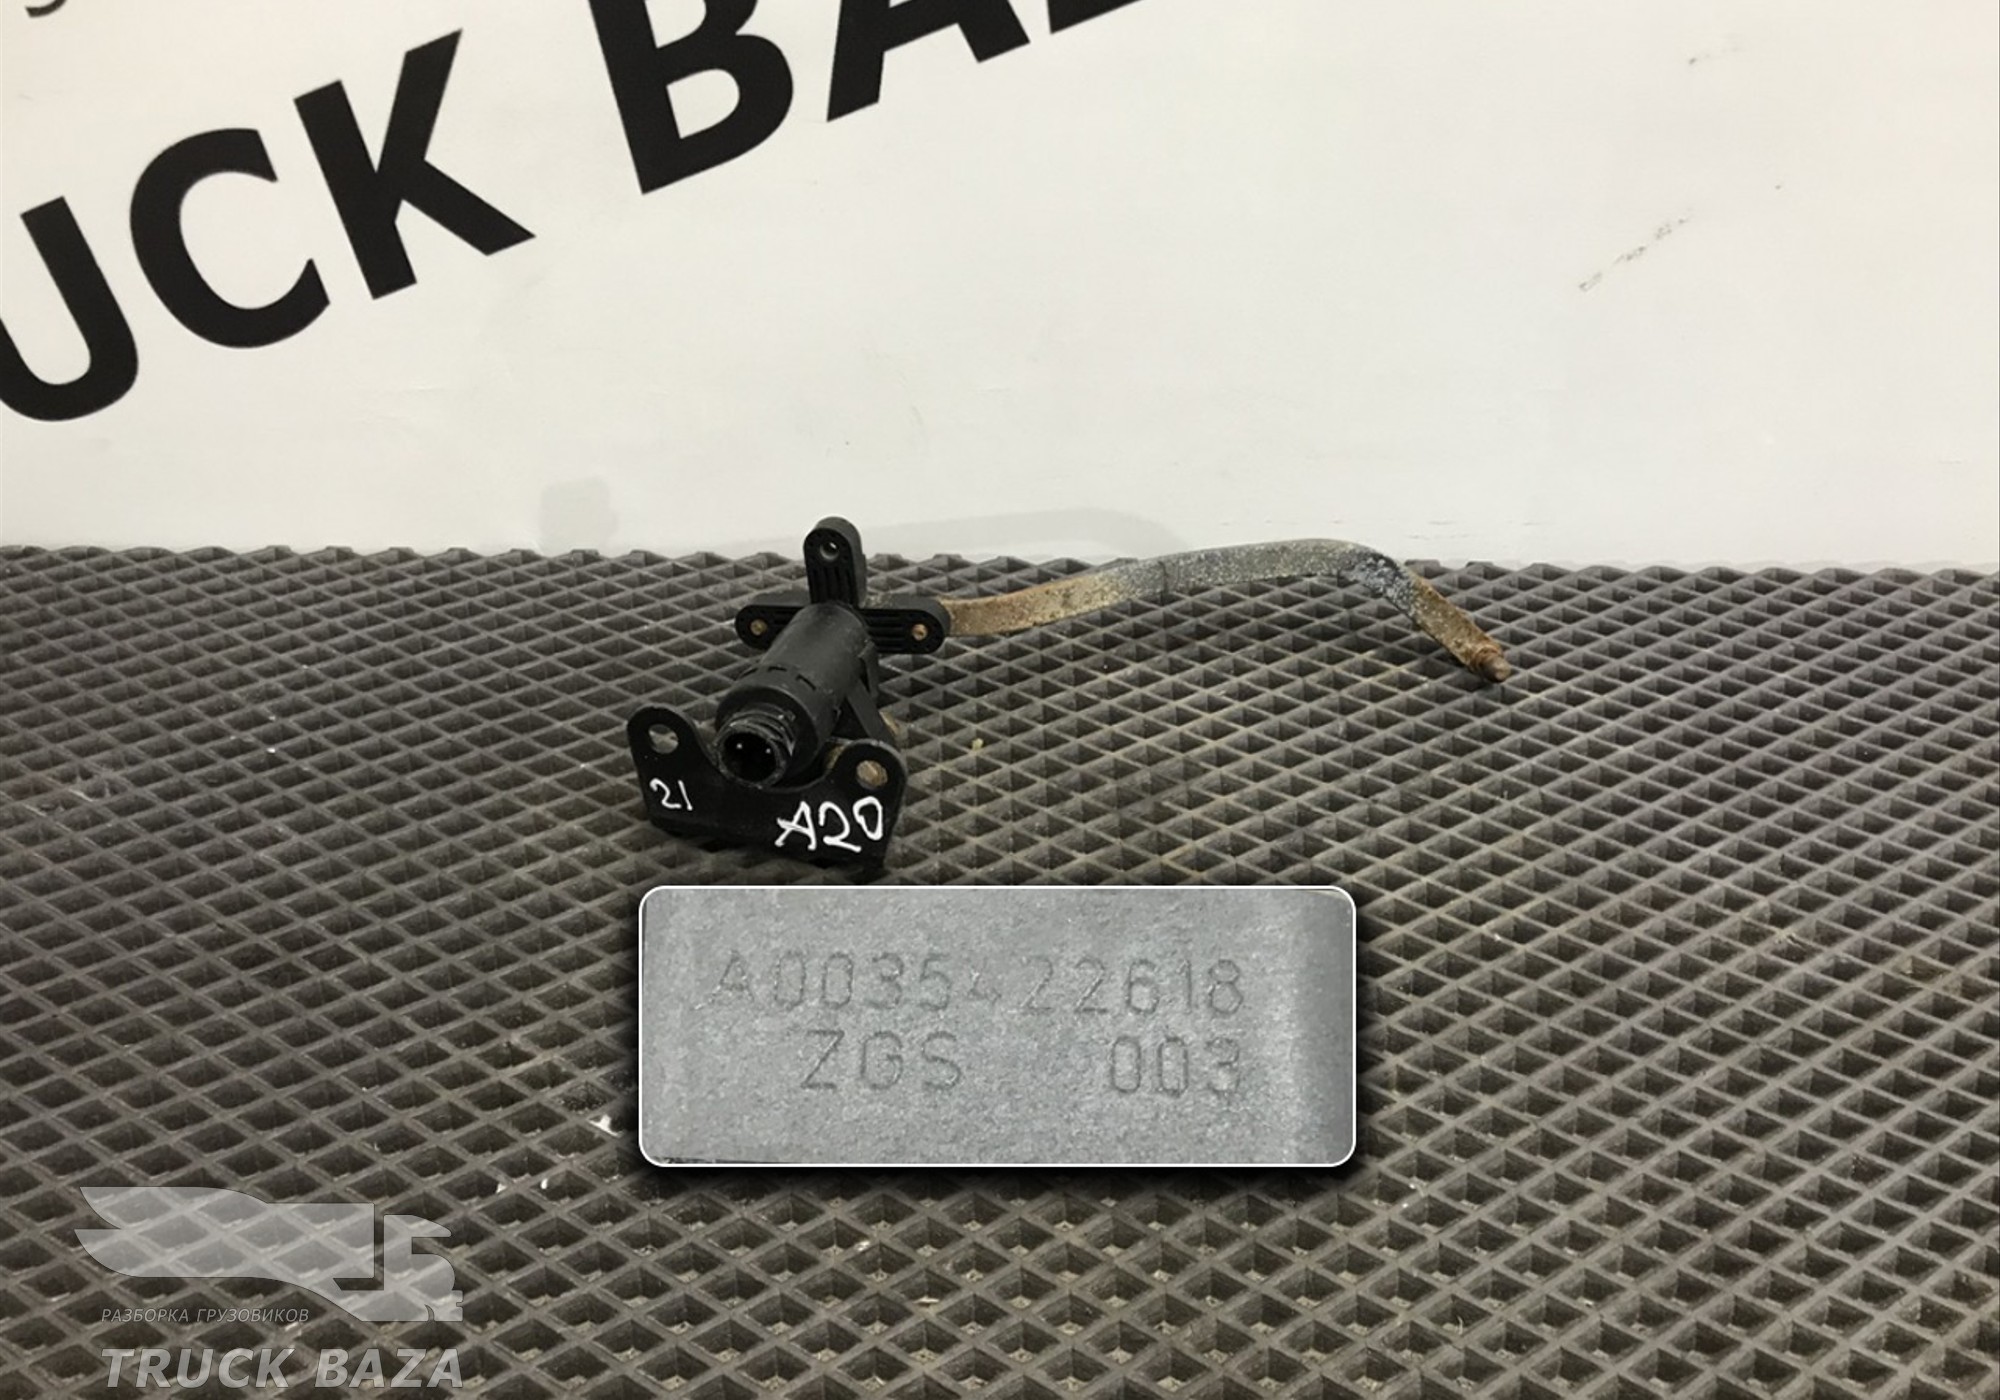 UCK BA
21
A20
A0035422618
ZGS 003
РАЗБОРКА ГРУЗОВИКОВ
TRUCK BAZA